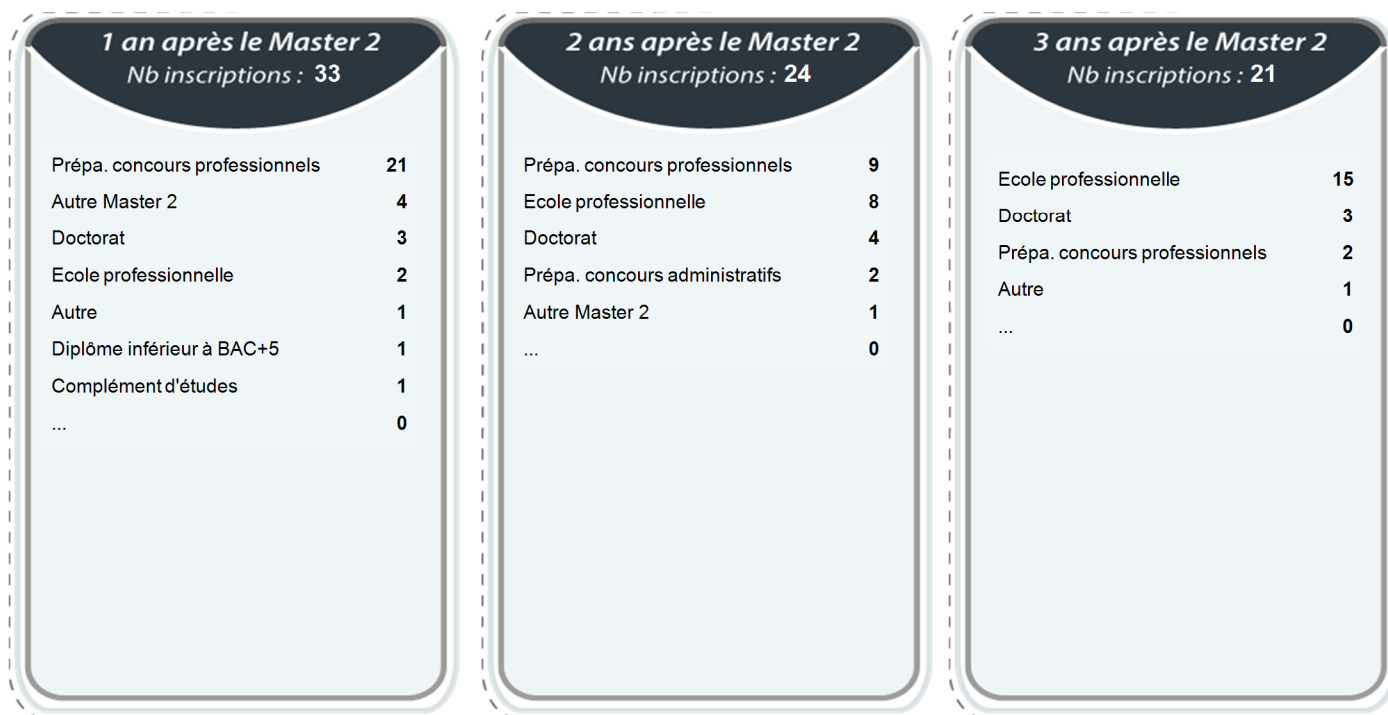 1 an après le Master 2
Nb inscriptions : 33
Prépa. concours professionnels 21
Autre Master 2 4
Doctorat 3
Ecole professionnelle 2
Autre 1
Diplôme inférieur à BAC+5 1
Complément d'études 1
... 0
2 ans après le Master 2
Nb inscriptions : 24
Prépa. concours professionnels 9
Ecole professionnelle 8
Doctorat 4
Prépa. concours administratifs 2
Autre Master 2 1
... 0
3 ans après le Master 2
Nb inscriptions : 21
Ecole professionnelle 15
Doctorat 3
Prépa. concours professionnels 2
Autre 1
... 0